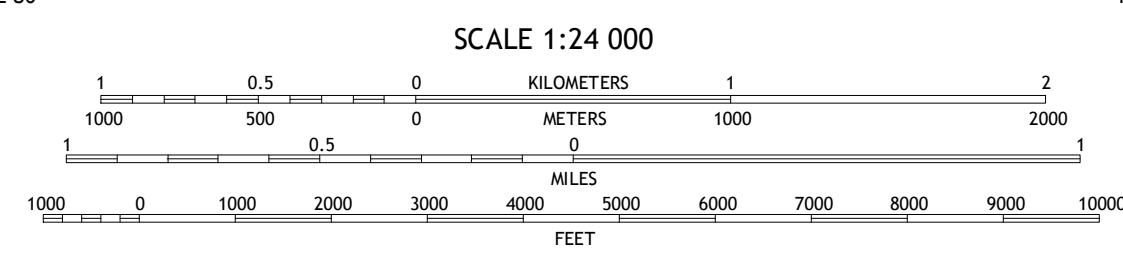 SCALE 1:24 000
1 0.5 0 KILOMETERS 1 2
1000 500 0 METERS 1000 2000
1 0.5 0 1
MILES
1000 0 1000 2000 3000 4000 5000 6000 7000 8000 9000 10000
FEET